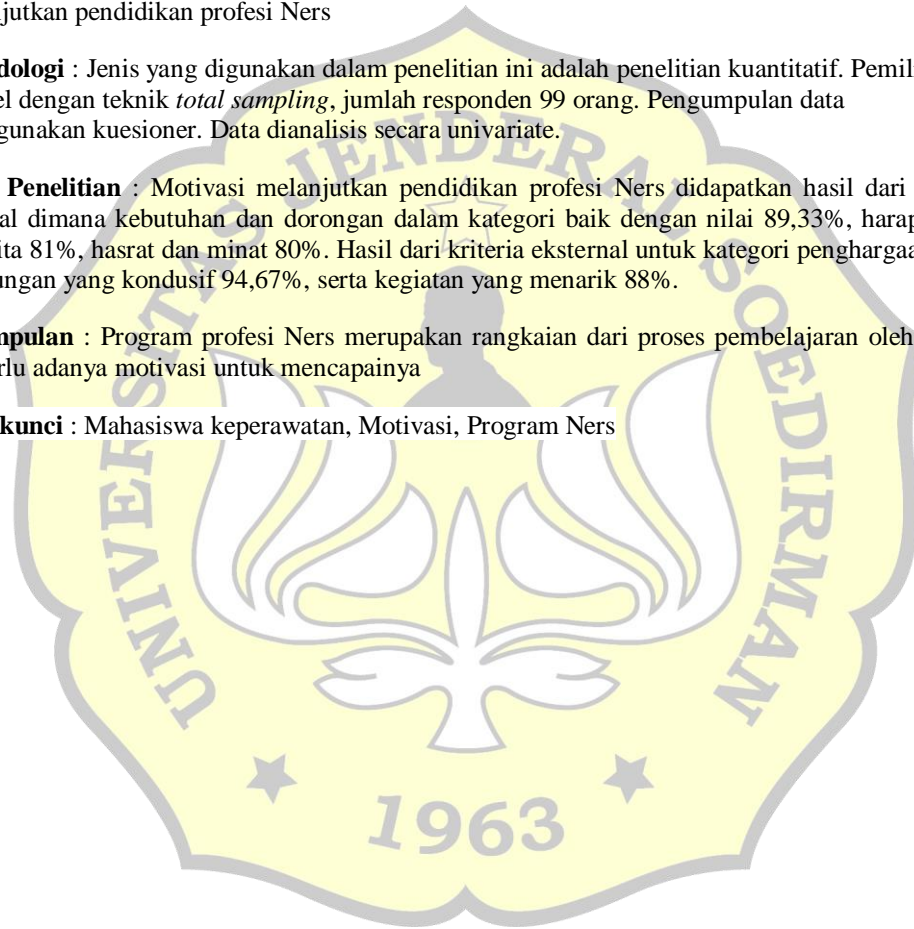 jutkan pendidikan profesi Ners
dologi : Jenis yang digunakan dalam penelitian ini adalah penelitian kuantitatif. Pemil
el dengan teknik total sampling, jumlah responden 99 orang. Pengumpulan data
gunakan kuesioner. Data dianalisis secara univariate.
Penelitian : Motivasi melanjutkan pendidikan profesi Ners didapatkan hasil dari
al dimana kebutuhan dan dorongan dalam kategori baik dengan nilai 89,33%, harap
ita 81%, hasrat dan minat 80%. Hasil dari kriteria eksternal untuk kategori penghargaa
ungan yang kondusif 94,67%, serta kegiatan yang menarik 88%.
mpulan : Program profesi Ners merupakan rangkaian dari proses pembelajaran oleh
rlu adanya motivasi untuk mencapainya
kunci : Mahasiswa keperawatan, Motivasi, Program Ners
UNIVERSITAS JENDERAL SOEDIRMAN
1963